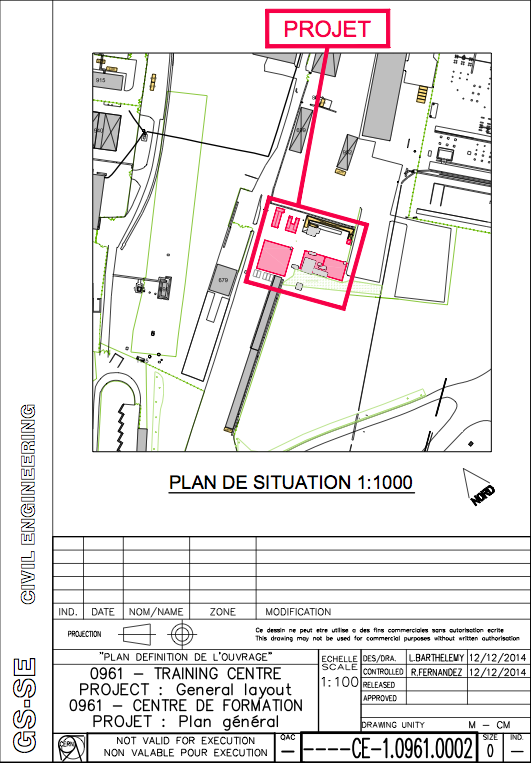 PROJET
915
679
PLAN DE SITUATION 1:1000
NORD
CIVIL ENGINEERING
GS-SE
IND. DATE NOM/NAME ZONE MODIFICATION
PROJECTION
Ce dessin ne peut etre utilise a des fins commerciales sans autorisation ecrite
This drawing may not be used for commercial purposes without written authorisation
"PLAN DEFINITION DE L'OUVRAGE"
0961 - TRAINING CENTRE
PROJECT : General layout
0961 - CENTRE DE FORMATION
PROJET : Plan général
ECHELLE
SCALE
1:100
DES/DRA. L.BARTHELEMY 12/12/2014
CONTROLLED R.FERNANDEZ 12/12/2014
RELEASED
APPROVED
DRAWING UNITY M - CM
CERN
NOT VALID FOR EXECUTION
NON VALABLE POUR EXECUTION
QAC
—
----CE-1.0961.0002
SIZE
0
IND.
—